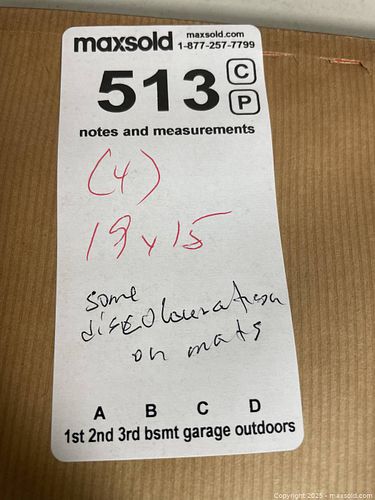 maxsold maxsold.com
1-877-257-7799
513 C
P
notes and measurements
(4)
19 x 15
some
discolouration
on mats
A B C D
1st 2nd 3rd bsmt garage outdoors
Copyright 2025 - maxsold.com